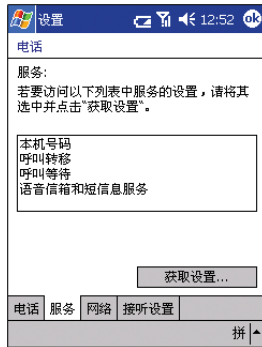 设置 12:52 ok
电话
服务:
若要访问以下列表中服务的设置，请将其
选中并点击"获取设置"。
本机号码
呼叫转移
呼叫等待
语音信箱和短信息服务
获取设置...
电话 服务 网络 接听设置
拼